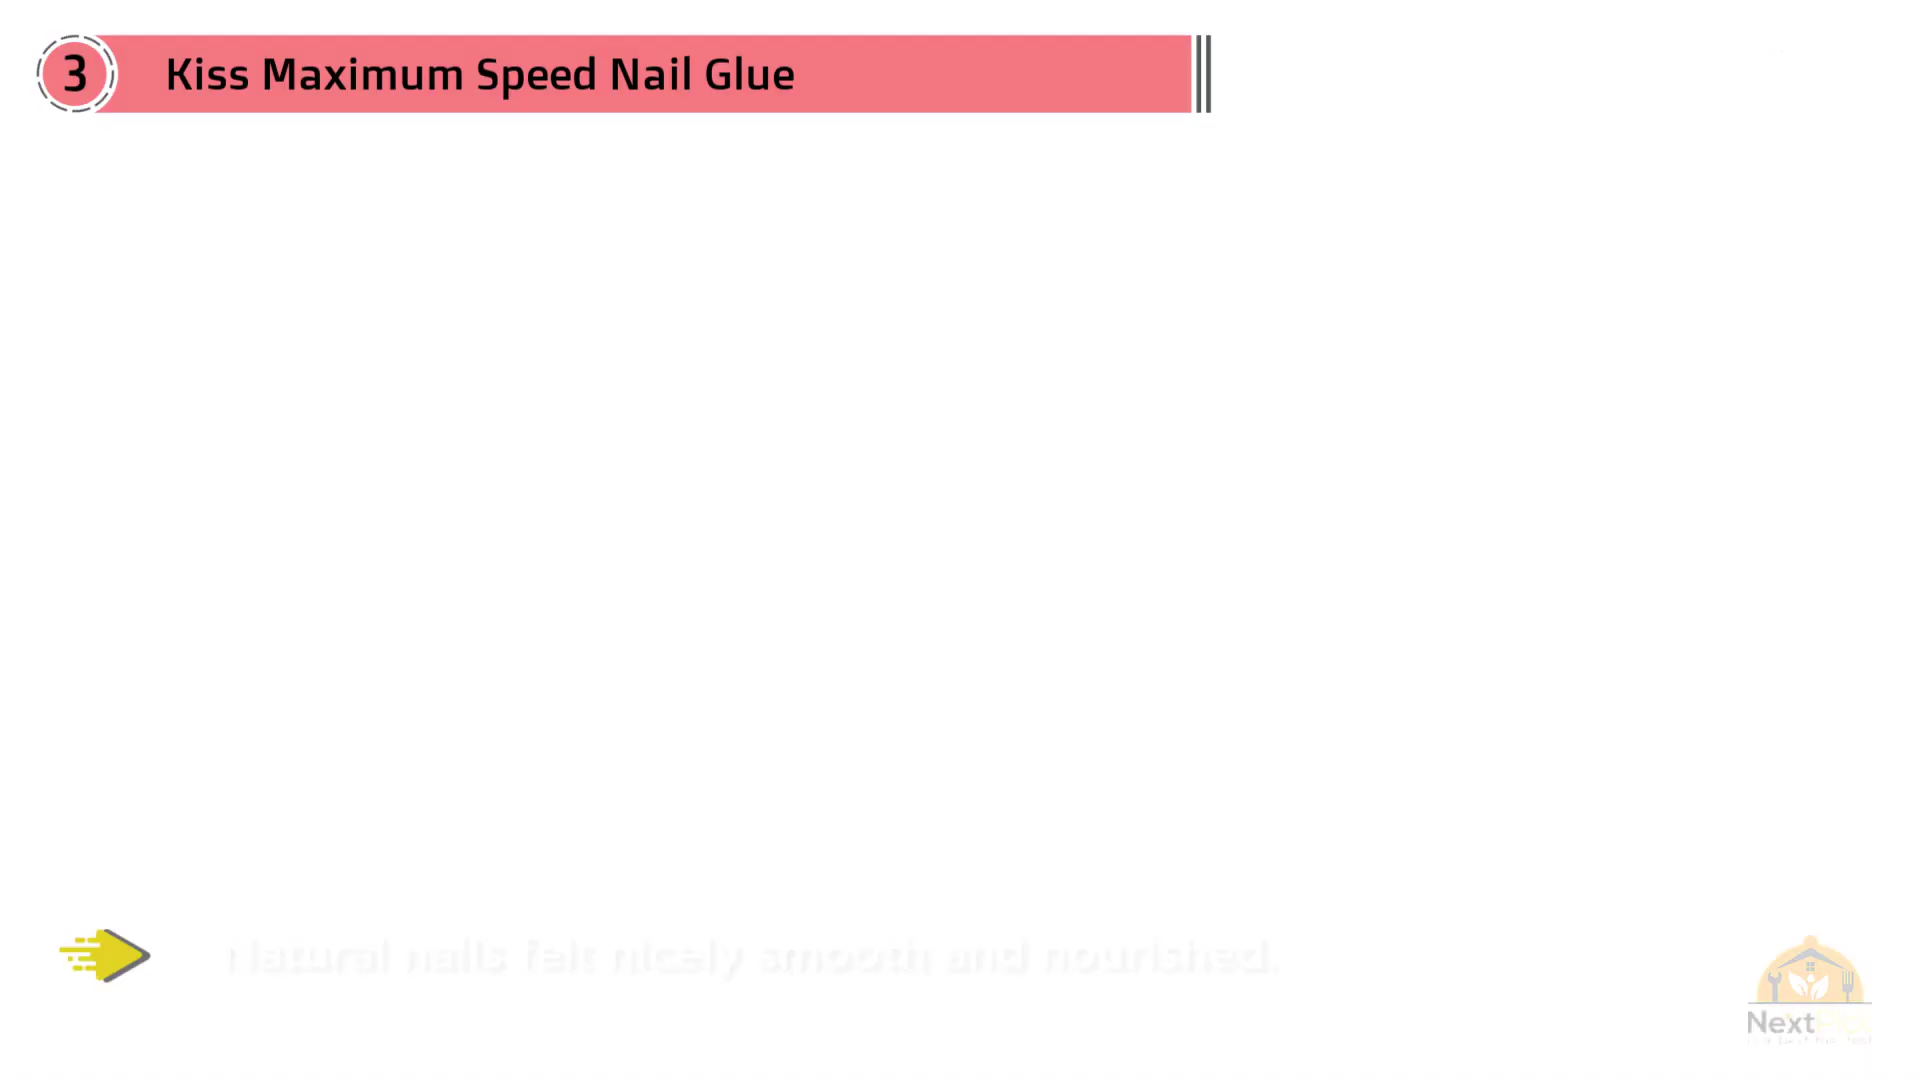 3
Kiss Maximum Speed Nail Glue
Natural nails felt nicely smooth and nourished.
Next